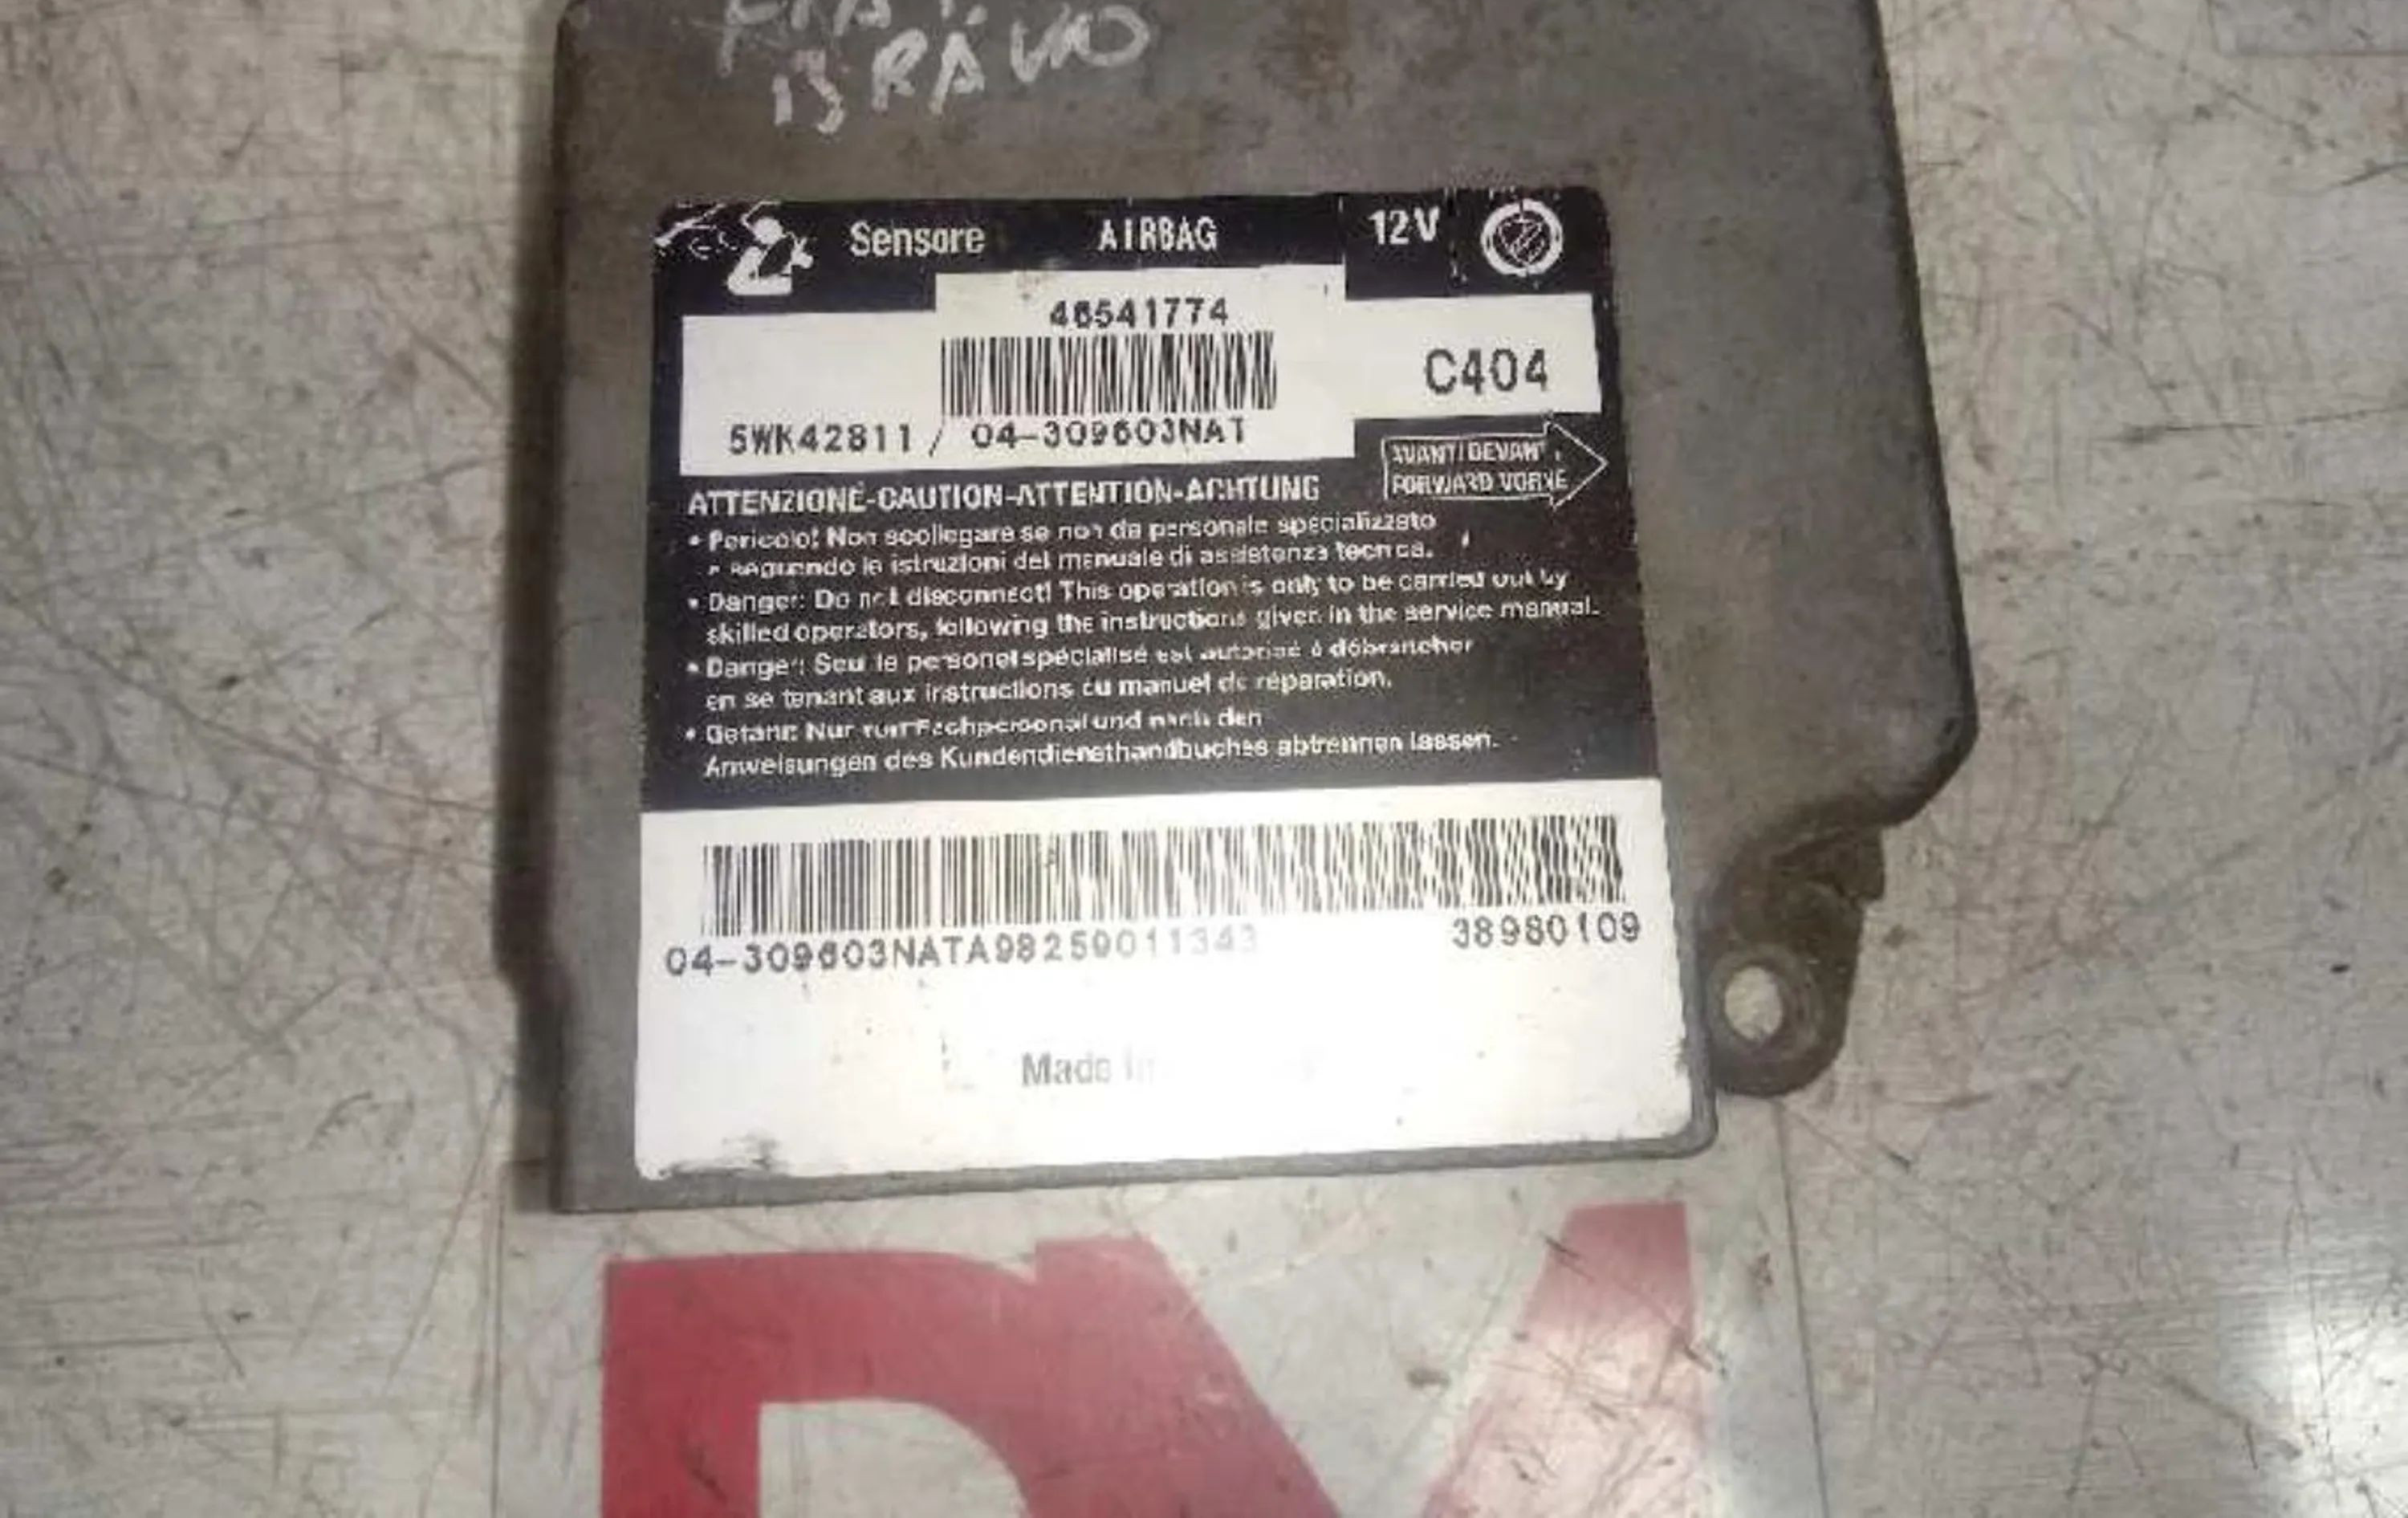 BRAVO
Sensore AIRBAG 12V
46541774
C404
5WK42811 / 04-309603NAT
AVANTI/DEVANT
FORWARD VORNE
ATTENZIONE-CAUTION-ATTENTION-ACHTUNG
• Pericolo! Non scollegare se non da personale specializzato
e seguendo le istruzioni del manuale di assistenza tecnica.
• Danger: Do not disconnect! This operation is only to be carried out by
skilled operators, following the instructions given in the service manual.
• Danger: Seul le personel spécialisé est autorisé à débrancher
en se tenant aux instructions du manuel de réparation.
• Gefahr: Nur vom Fachpersonal und nach den
Anweisungen des Kundendiensthandbuches abtrennen lassen.
04-309603NATA98259011343 38980109
Made in